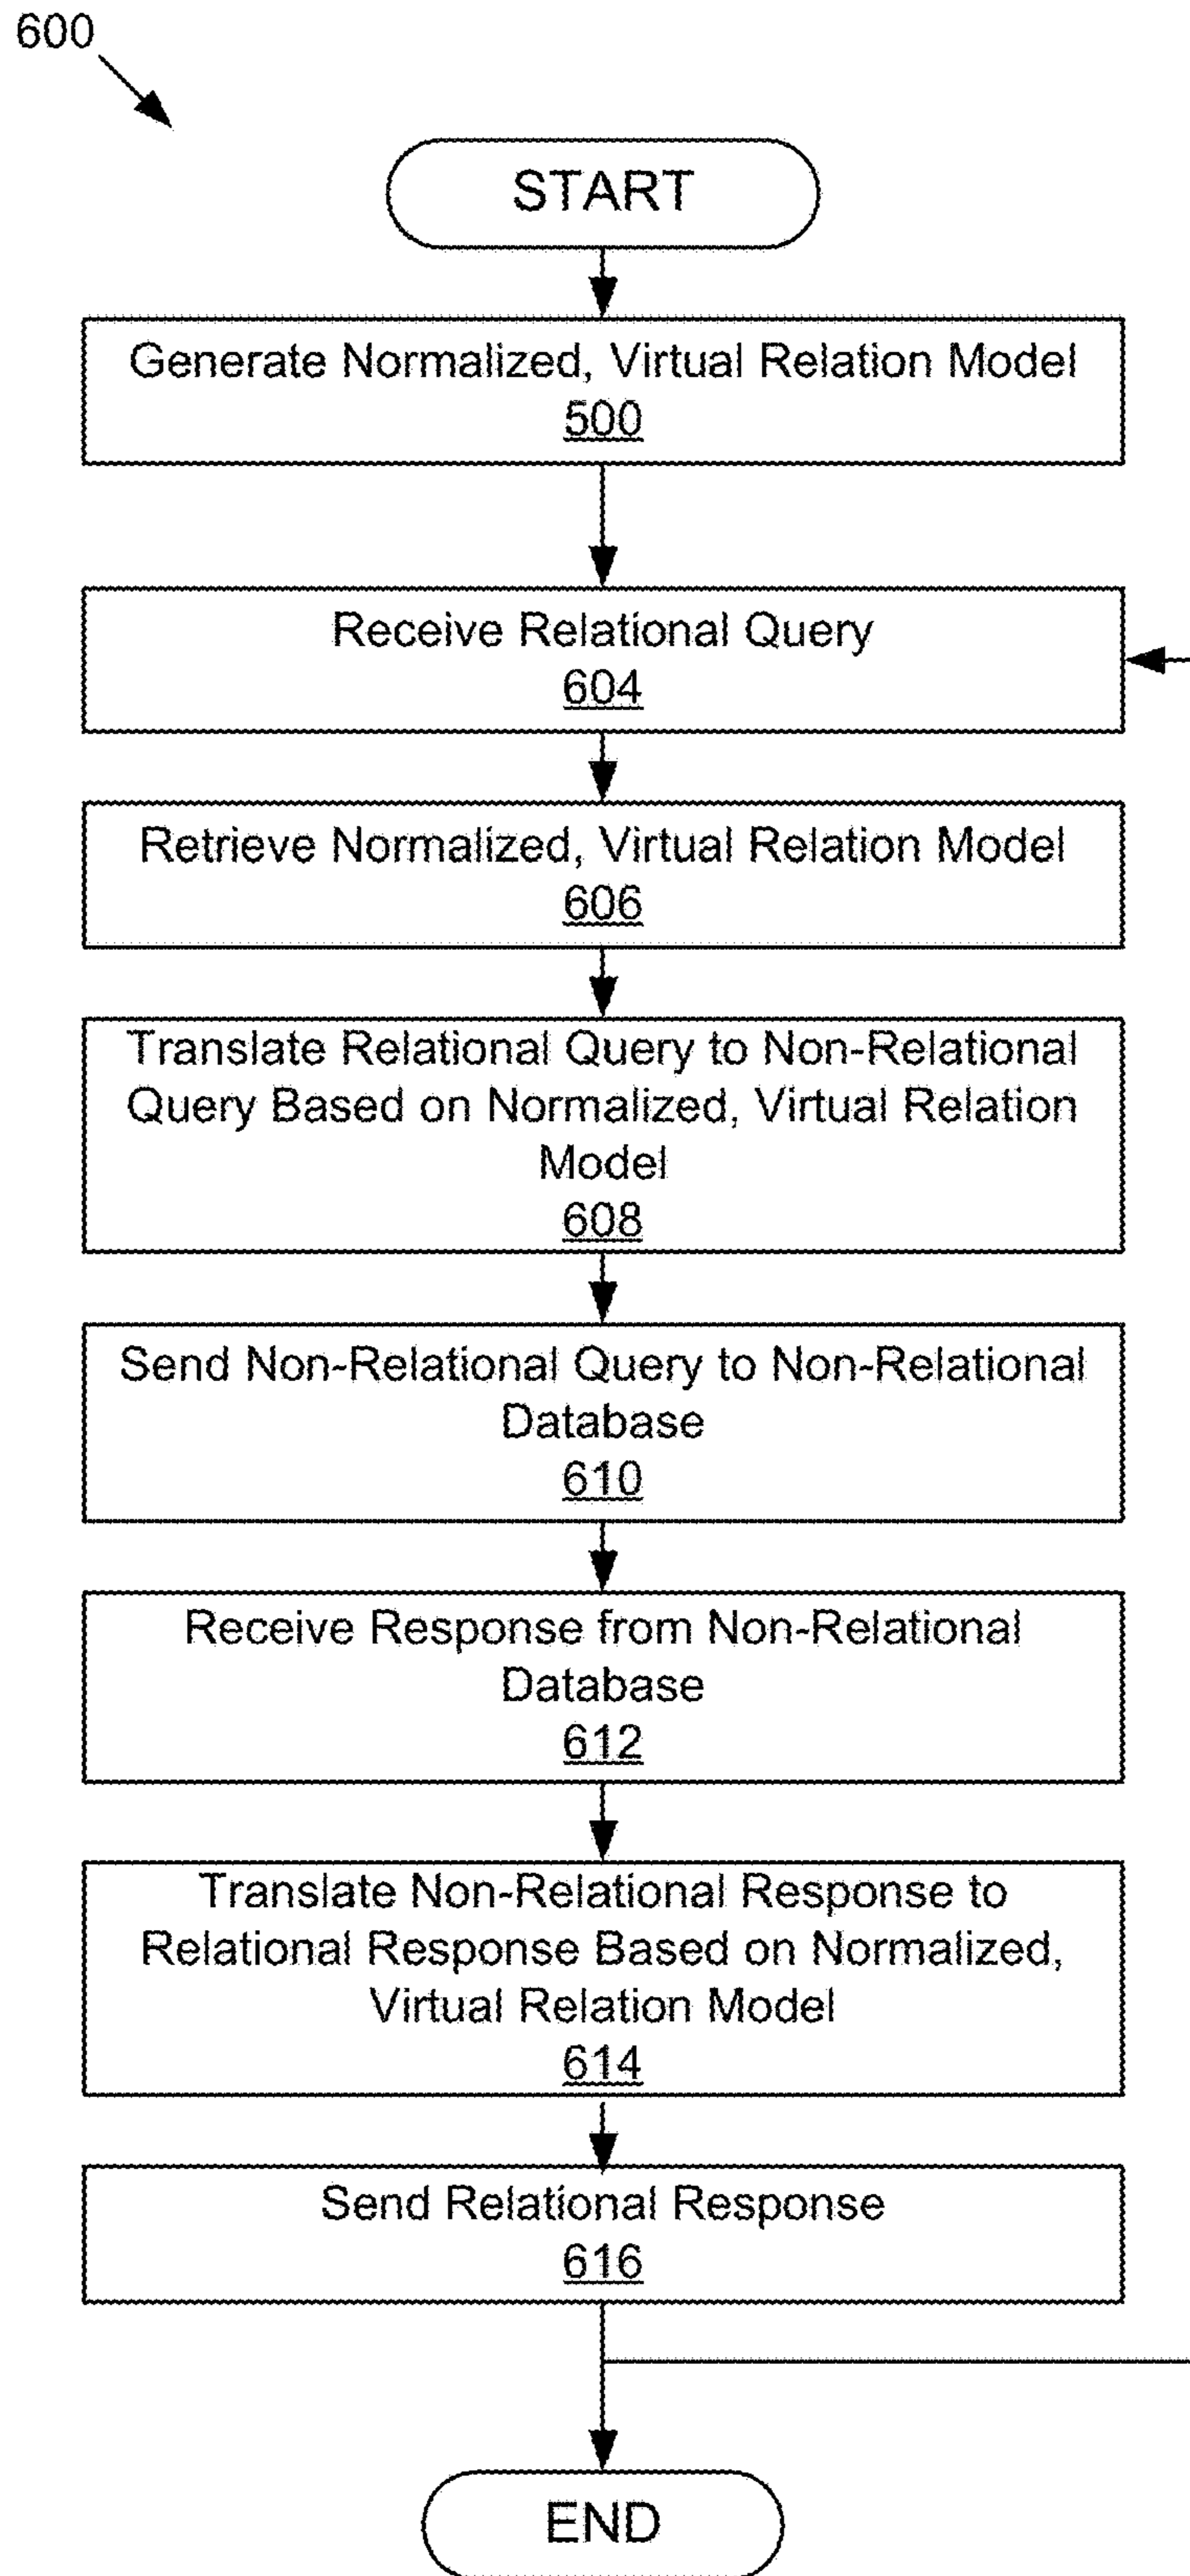 600
START
Generate Normalized, Virtual Relation Model
500
Receive Relational Query
604
Retrieve Normalized, Virtual Relation Model
606
Translate Relational Query to Non-Relational
Query Based on Normalized, Virtual Relation
Model
608
Send Non-Relational Query to Non-Relational
Database
610
Receive Response from Non-Relational
Database
612
Translate Non-Relational Response to
Relational Response Based on Normalized,
Virtual Relation Model
614
Send Relational Response
616
END